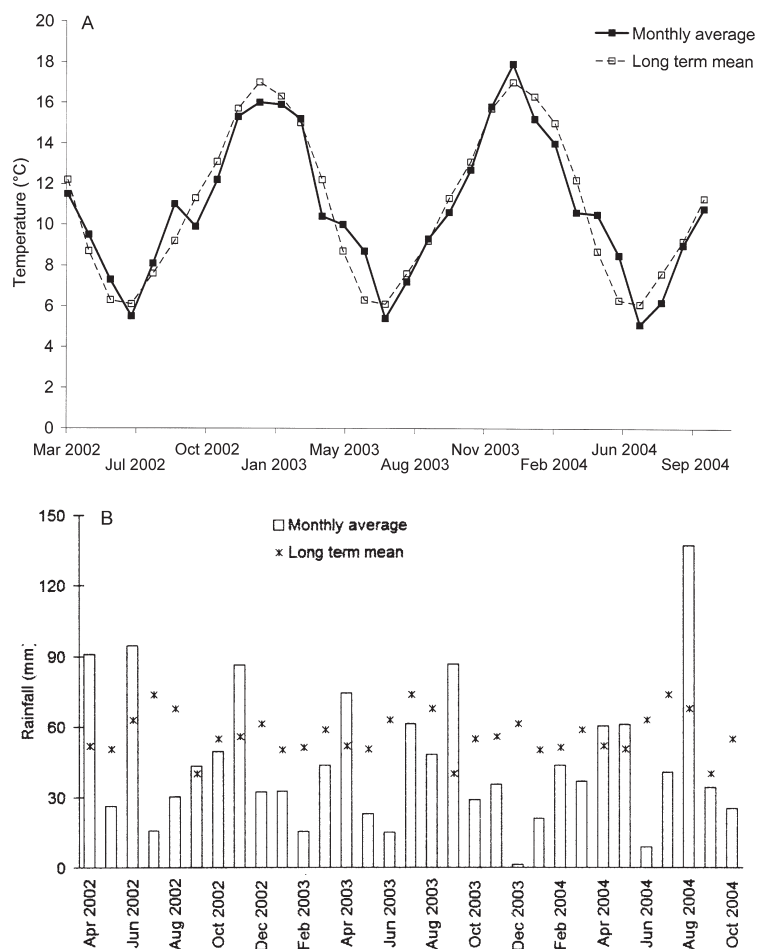 A
20
18
16
14
12
10
8
6
4
2
0
Temperature (°C)
Monthly average
Long term mean
Mar 2002
Jul 2002
Oct 2002
Jan 2003
May 2003
Aug 2003
Nov 2003
Feb 2004
Jun 2004
Sep 2004
B
150
120
90
60
30
0
Rainfall (mm)
Monthly average
Long term mean
Apr 2002
Jun 2002
Aug 2002
Oct 2002
Dec 2002
Feb 2003
Apr 2003
Jun 2003
Aug 2003
Oct 2003
Dec 2003
Feb 2004
Apr 2004
Jun 2004
Aug 2004
Oct 2004